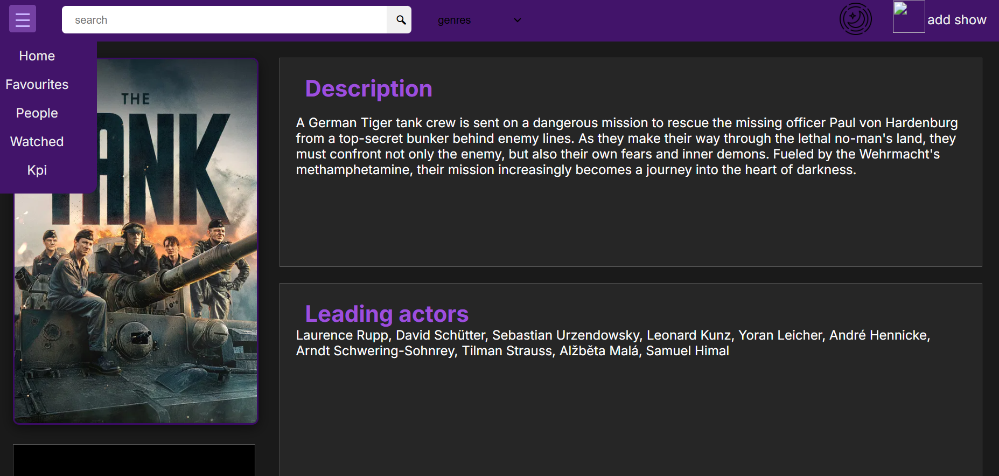 search
genres
add show
Home
Favourites
People
Watched
Kpi
THE
TANK
Description
A German Tiger tank crew is sent on a dangerous mission to rescue the missing officer Paul von Hardenburg
from a top-secret bunker behind enemy lines. As they make their way through the lethal no-man's land, they
must confront not only the enemy, but also their own fears and inner demons. Fueled by the Wehrmacht's
methamphetamine, their mission increasingly becomes a journey into the heart of darkness.
Leading actors
Laurence Rupp, David Schütter, Sebastian Urzendowsky, Leonard Kunz, Yoran Leicher, André Hennicke,
Arndt Schwering-Sohnrey, Tilman Strauss, Alžběta Malá, Samuel Himal